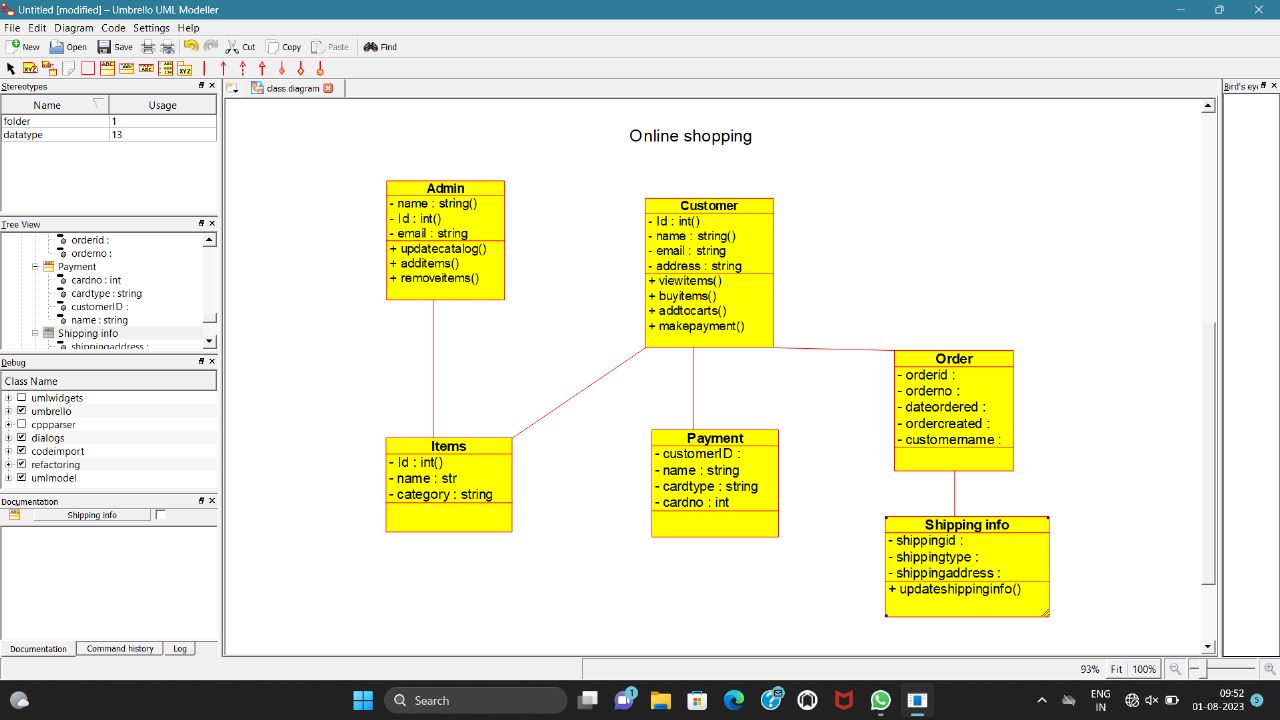 Untitled [modified] – Umbrello UML Modeller
File Edit Diagram Code Settings Help
New Open Save Cut Copy Paste Find
Stereotypes
Name Usage
folder 1
datatype 13
Tree View
orderid :
orderno :
Payment
cardno : int
cardtype : string
customerID :
name : string
Shipping info
shippingaddress :
Debug
Class Name
umlwidgets
umbrello
cppparser
dialogs
codeimport
refactoring
umlmodel
Documentation
Shipping info
Documentation Command history Log
class diagram
Bird's eye
Online shopping
Admin
- name : string()
- Id : int()
- email : string
+ updatecatalog()
+ additems()
+ removeitems()
Customer
- Id : int()
- name : string()
- email : string
- address : string
+ viewitems()
+ buyitems()
+ addtocarts()
+ makepayment()
Items
- Id : int()
- name : str
- category : string
Payment
- customerID :
- name : string
- cardtype : string
- cardno : int
Order
- orderid :
- orderno :
- dateordered :
- ordercreated :
- customername :
Shipping info
- shippingid :
- shippingtype :
- shippingaddress :
+ updateshippinginfo()
93% Fit 100%
Search
1
ENG
IN
09:52
01-08-2023
5